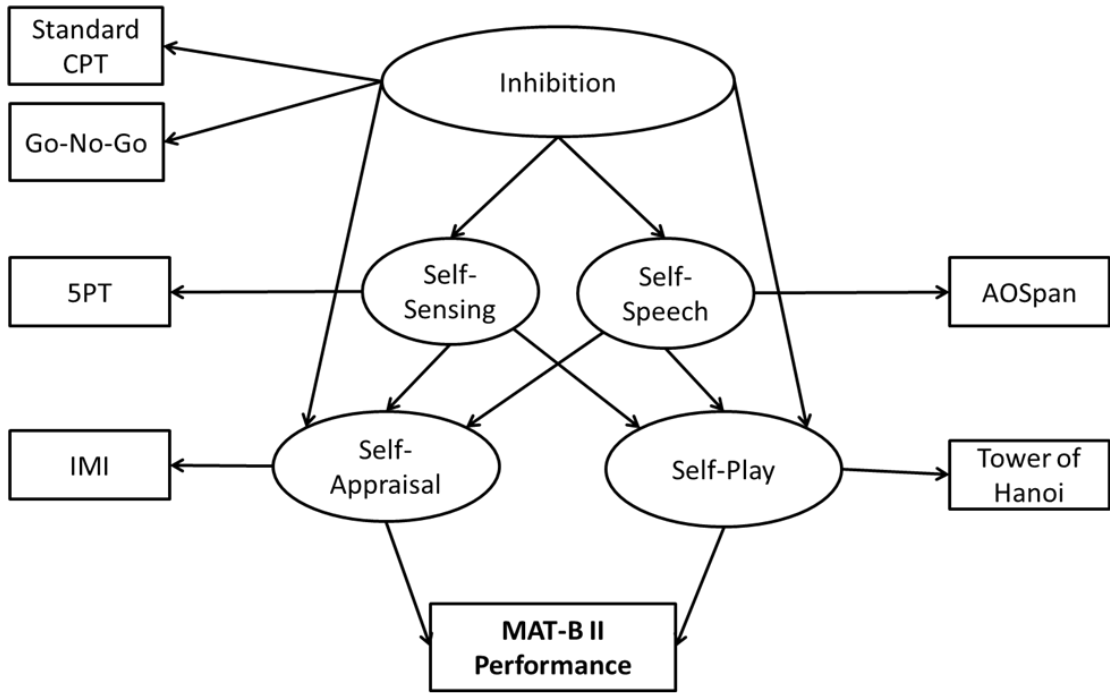 Standard
CPT
Inhibition
Go-No-Go
5PT
Self-
Sensing
Self-
Speech
AOSpan
IMI
Self-
Appraisal
Self-Play
Tower of
Hanoi
MAT-B II
Performance